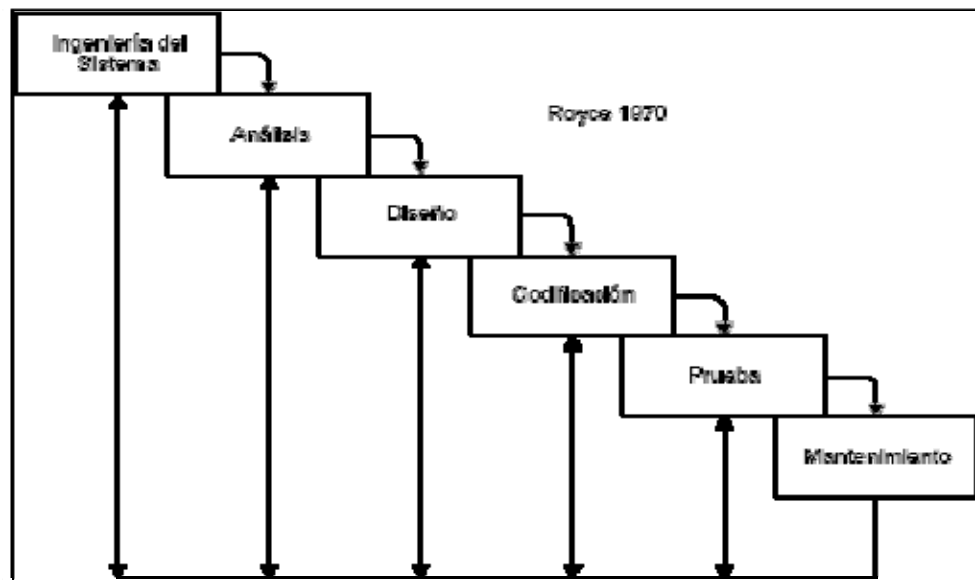 Ingeniería del
Sistema
Análisis
Royce 1970
Diseño
Codificación
Prueba
Mantenimiento